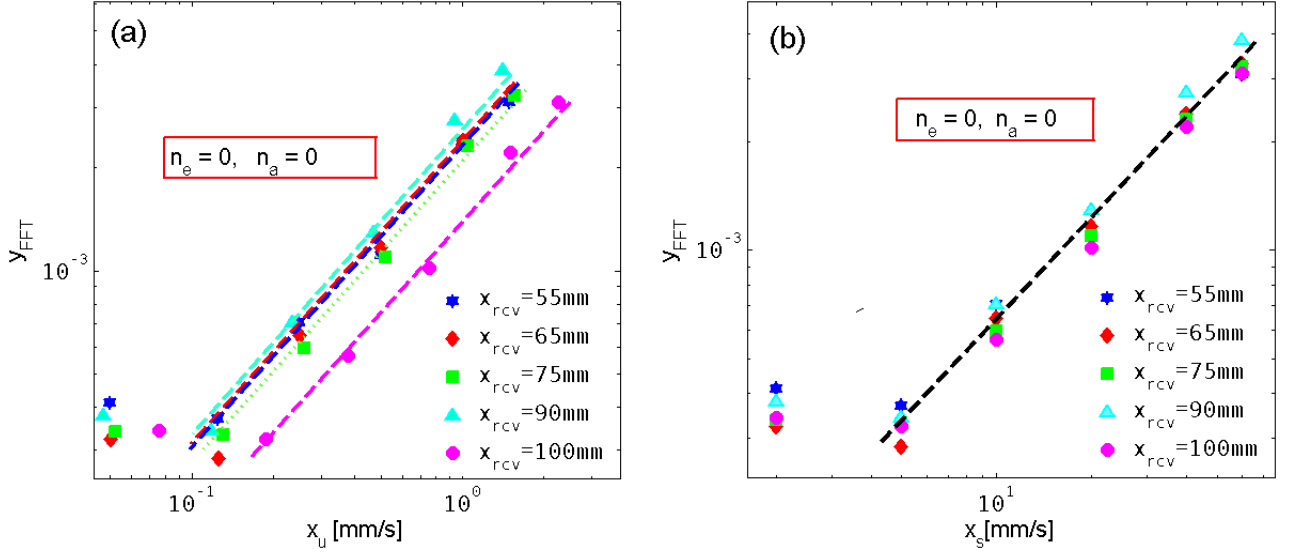 (a)
n_e = 0, n_a = 0
y_FFT
10^-3
x_rcv=55mm
x_rcv=65mm
x_rcv=75mm
x_rcv=90mm
x_rcv=100mm
10^-1
10^0
x_u [mm/s]
(b)
n_e = 0, n_a = 0
y_FFT
10^-3
x_rcv=55mm
x_rcv=65mm
x_rcv=75mm
x_rcv=90mm
x_rcv=100mm
10^1
x_s[mm/s]